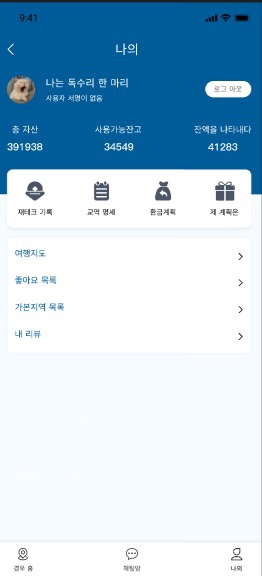 9:41
나의
나는 독수리 한 마리
사용자 서명이 없음
로그 아웃
총 자산
사용가능잔고
잔액을 나타내다
391938
34549
41283
재테크 기록
교역 명세
환금계획
제 계획은
여행지도
좋아요 목록
가본지역 목록
내 리뷰
경우 홈
채팅방
나의